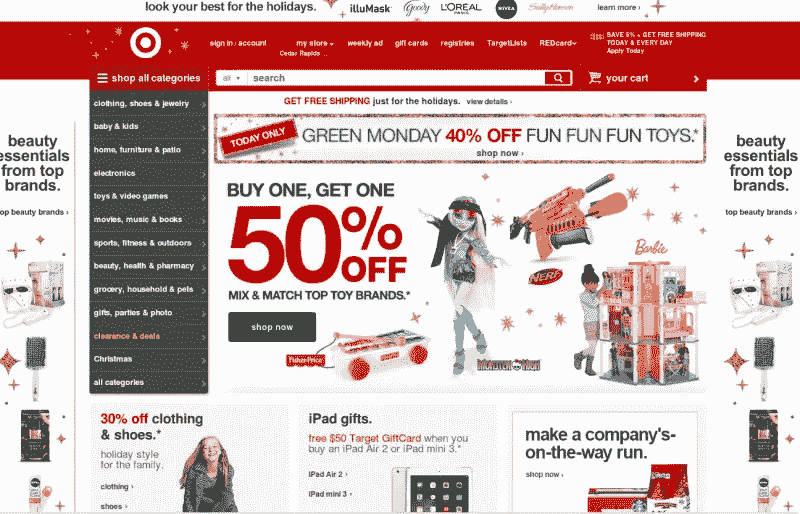 look your best for the holidays.
illuMask
goody
L'ORÉAL
PARIS
NIVEA
Sally Hansen
learn more ›
sign in / account
my store
Cedar Rapids ...
weekly ad
gift cards
registries
TargetLists
REDcard
SAVE 5% + GET FREE SHIPPING
TODAY & EVERY DAY
Apply Today
shop all categories
all
search
your cart
GET FREE SHIPPING just for the holidays. view details ›
clothing, shoes & jewelry
baby & kids
home, furniture & patio
electronics
toys & video games
movies, music & books
sports, fitness & outdoors
beauty, health & pharmacy
grocery, household & pets
gifts, parties & photo
clearance & deals
Christmas
all categories
TODAY ONLY
GREEN MONDAY 40% OFF FUN FUN FUN TOYS.*
shop now ›
BUY ONE, GET ONE
50% OFF
MIX & MATCH TOP TOY BRANDS.*
shop now
Fisher-Price
MONSTER HIGH
NERF
Barbie
beauty
essentials
from top
brands.
top beauty brands ›
beauty
essentials
from top
brands.
top beauty brands ›
30% off clothing
& shoes.*
holiday style
for the family.
clothing ›
shoes ›
iPad gifts.
free $50 Target GiftCard when you
buy an iPad Air 2 or iPad mini 3.*
iPad Air 2 ›
iPad mini 3 ›
make a company's-
on-the-way run.
shop now ›